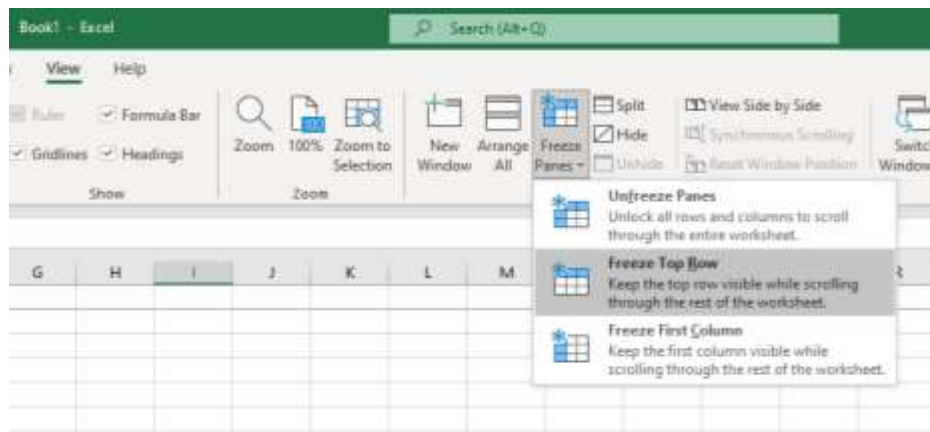 Book1 - Excel
Search (Alt+Q)
View Help
Ruler Formula Bar
Gridlines Headings
Show
Zoom 100% Zoom to Selection
Zoom
New Window Arrange All Freeze Panes
Split
Hide
Unhide
View Side by Side
Synchronous Scrolling
Reset Window Position
Switch
Window
Unfreeze Panes
Unlock all rows and columns to scroll
through the entire worksheet.
Freeze Top Row
Keep the top row visible while scrolling
through the rest of the worksheet.
Freeze First Column
Keep the first column visible while
scrolling through the rest of the worksheet.
G H I J K L M